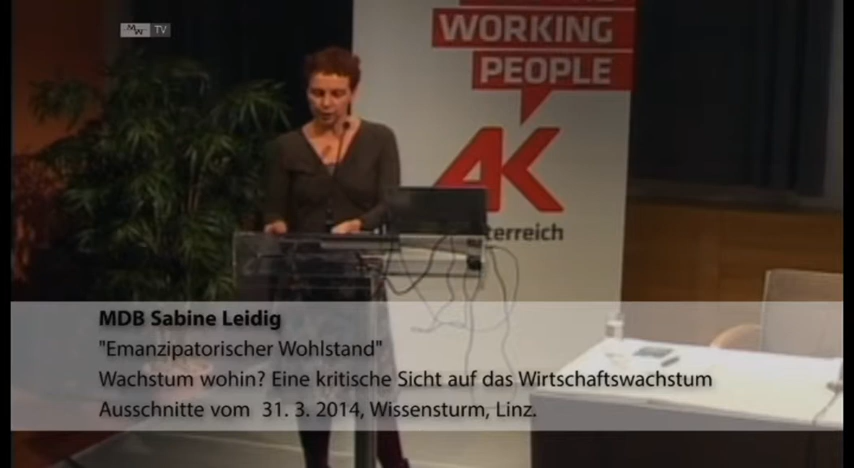 MW TV
WORKING
PEOPLE
AK
terreich
MDB Sabine Leidig
"Emanzipatorischer Wohlstand"
Wachstum wohin? Eine kritische Sicht auf das Wirtschaftswachstum
Ausschnitte vom 31. 3. 2014, Wissensturm, Linz.